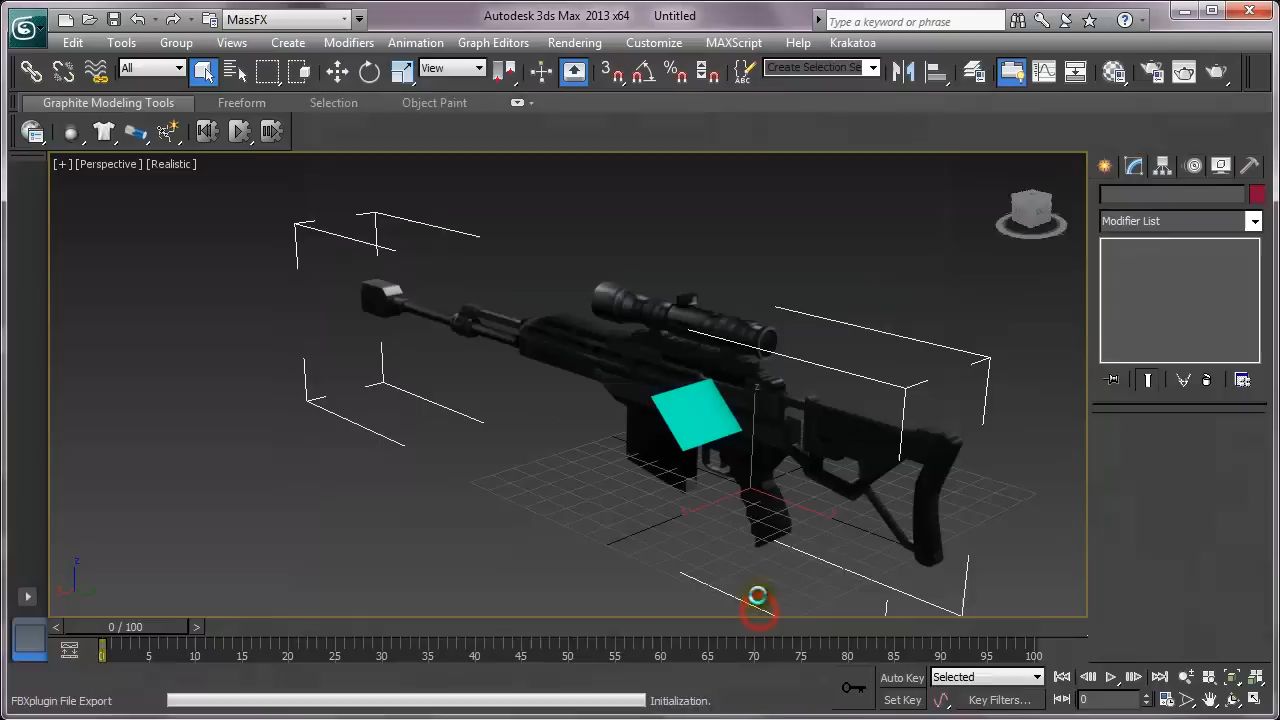 MassFX
Autodesk 3ds Max 2013 x64 Untitled
Type a keyword or phrase
Edit Tools Group Views Create Modifiers Animation Graph Editors Rendering Customize MAXScript Help Krakatoa
All
View
3
ABC
Create Selection Se
Graphite Modeling Tools Freeform Selection Object Paint
[+] [Perspective] [Realistic]
Modifier List
z
z
< 0 / 100 >
0 5 10 15 20 25 30 35 40 45 50 55 60 65 70 75 80 85 90 95 100
Auto Key Selected
Set Key Key Filters... 0
FBXplugin File Export Initialization.